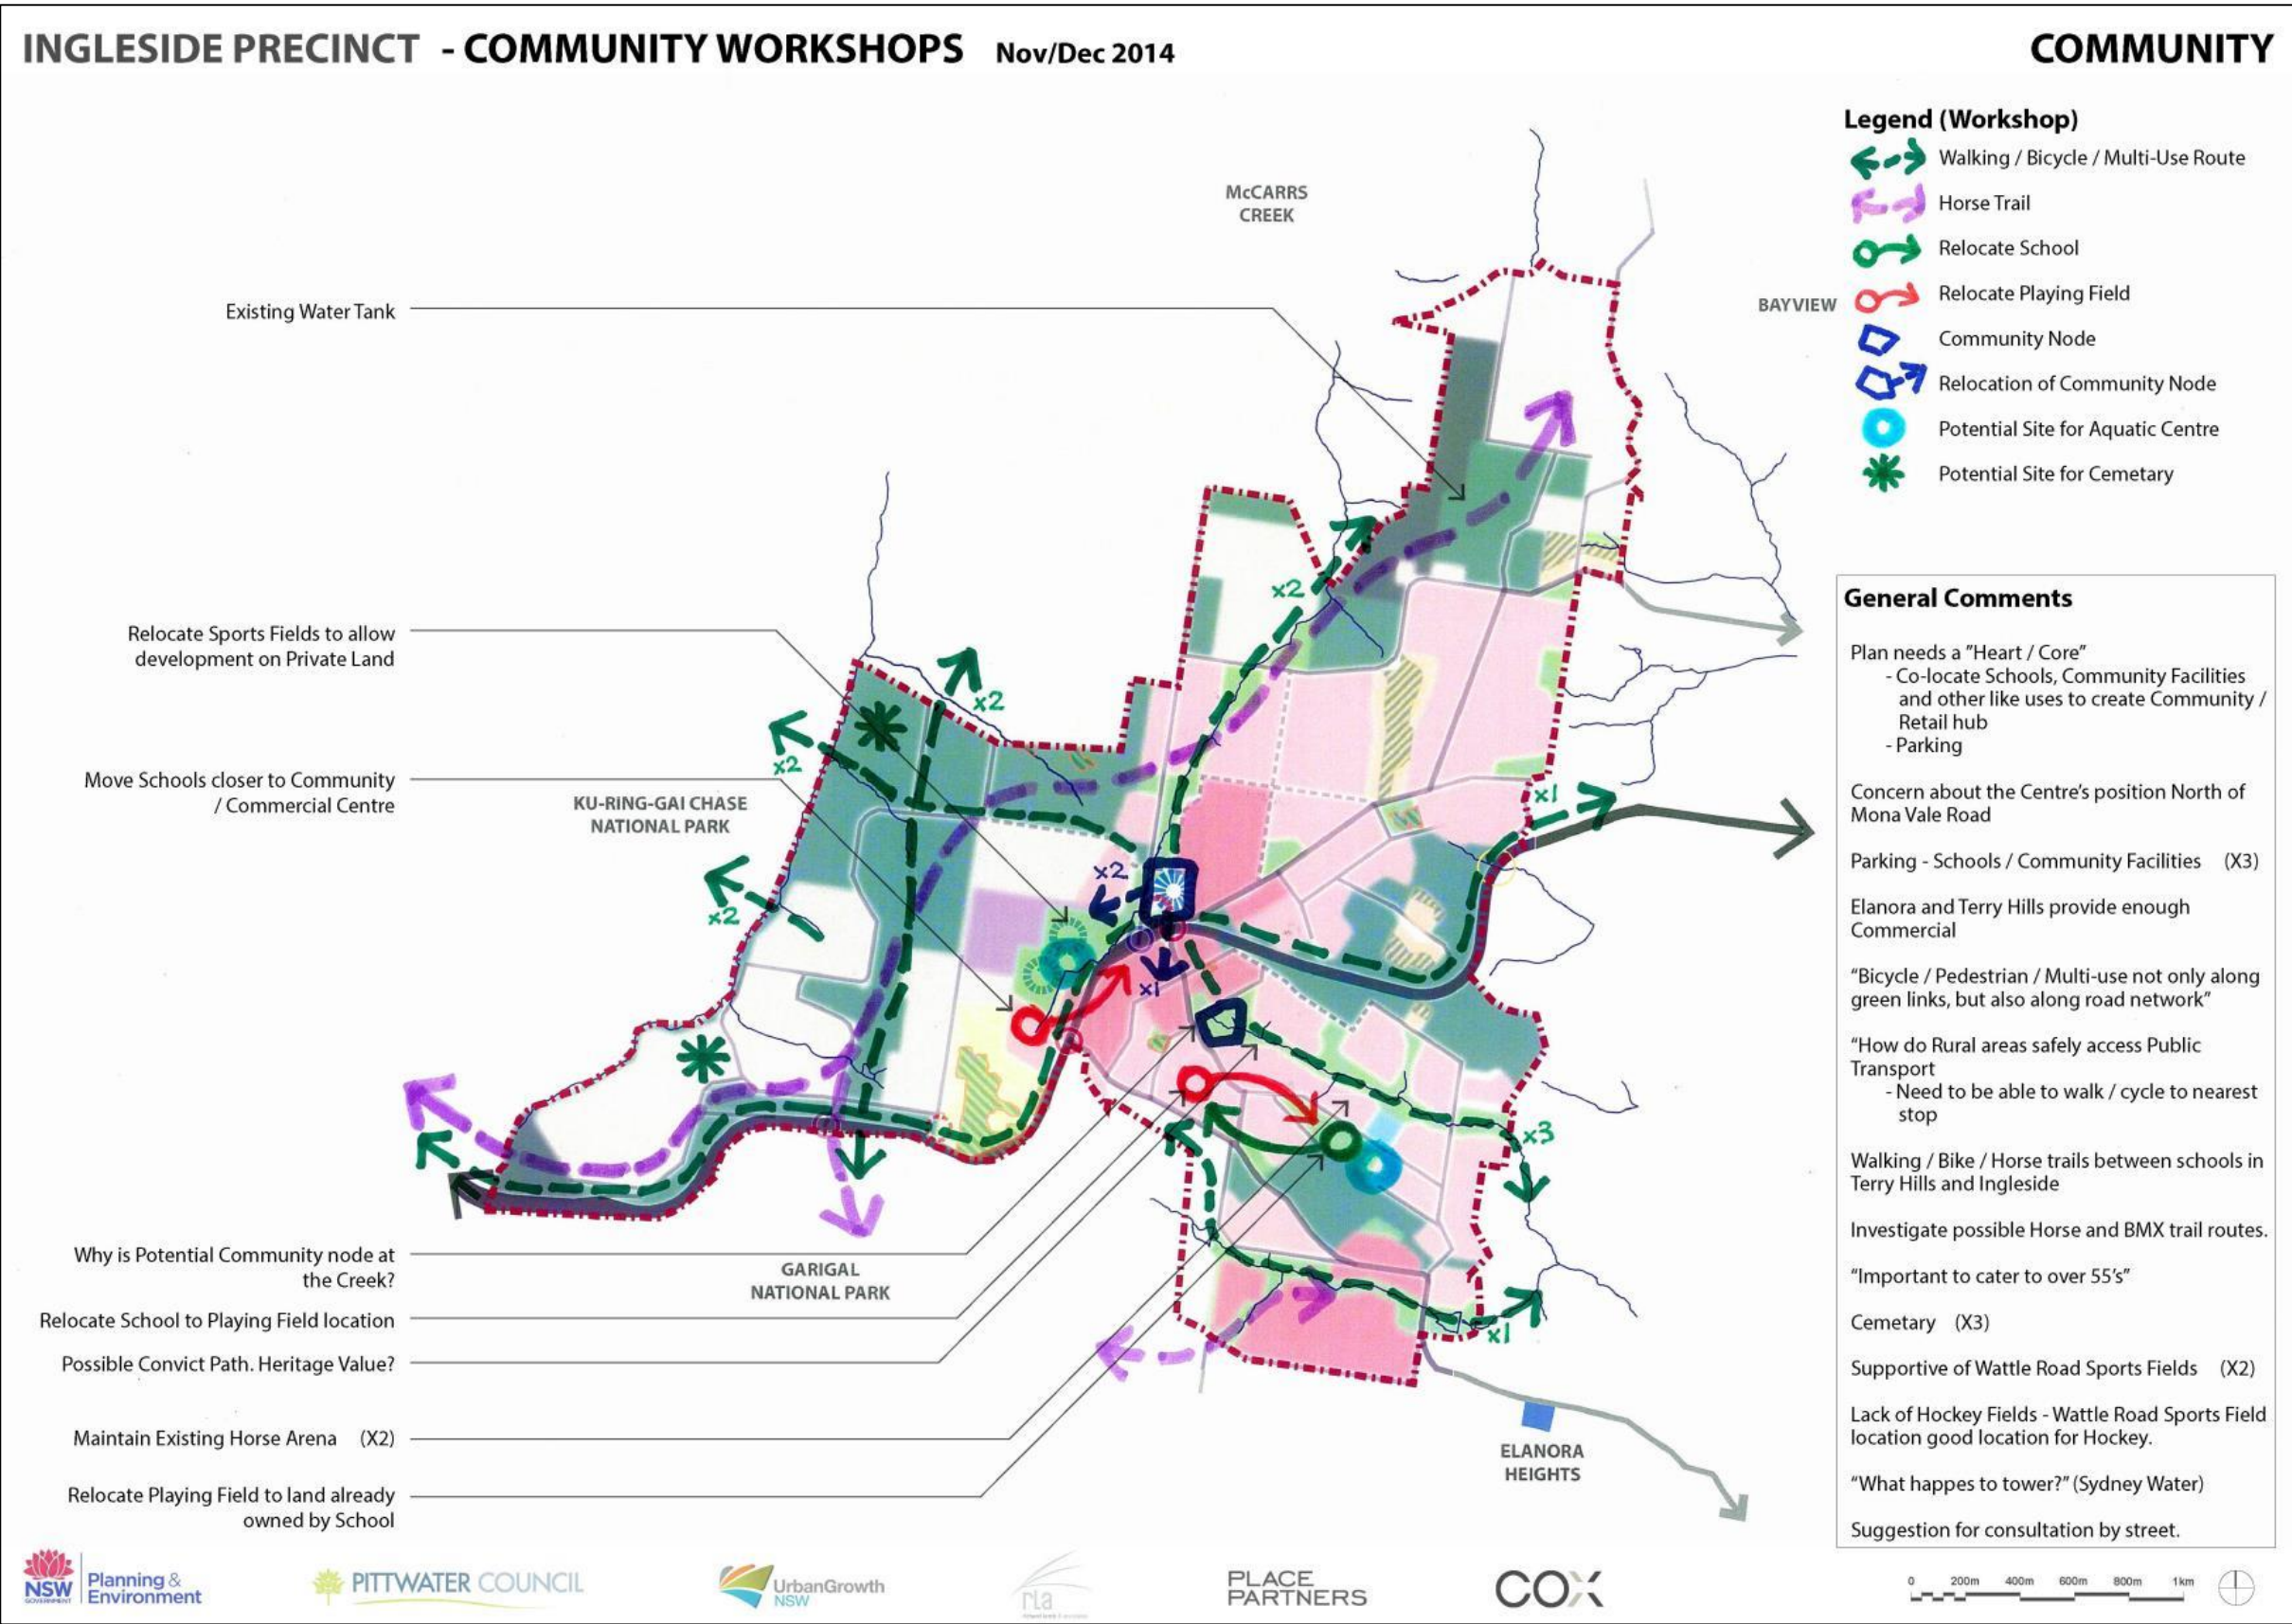 INGLESIDE PRECINCT - COMMUNITY WORKSHOPS Nov/Dec 2014
COMMUNITY
Legend (Workshop)
Walking / Bicycle / Multi-Use Route
Horse Trail
Relocate School
Relocate Playing Field
Community Node
Relocation of Community Node
Potential Site for Aquatic Centre
Potential Site for Cemetary
McCARRS
CREEK
BAYVIEW
Existing Water Tank
Relocate Sports Fields to allow
development on Private Land
Move Schools closer to Community
/ Commercial Centre
KU-RING-GAI CHASE
NATIONAL PARK
x2
x2
x2
x2
x2
x1
x1
x3
x1
Why is Potential Community node at
the Creek?
Relocate School to Playing Field location
Possible Convict Path. Heritage Value?
Maintain Existing Horse Arena (X2)
Relocate Playing Field to land already
owned by School
GARIGAL
NATIONAL PARK
ELANORA
HEIGHTS
General Comments
Plan needs a "Heart / Core"
- Co-locate Schools, Community Facilities
and other like uses to create Community /
Retail hub
- Parking
Concern about the Centre's position North of
Mona Vale Road
Parking - Schools / Community Facilities (X3)
Elanora and Terry Hills provide enough
Commercial
"Bicycle / Pedestrian / Multi-use not only along
green links, but also along road network"
"How do Rural areas safely access Public
Transport
- Need to be able to walk / cycle to nearest
stop
Walking / Bike / Horse trails between schools in
Terry Hills and Ingleside
Investigate possible Horse and BMX trail routes.
"Important to cater to over 55's"
Cemetary (X3)
Supportive of Wattle Road Sports Fields (X2)
Lack of Hockey Fields - Wattle Road Sports Field
location good location for Hockey.
"What happes to tower?" (Sydney Water)
Suggestion for consultation by street.
NSW
GOVERNMENT
Planning &
Environment
PITTWATER COUNCIL
UrbanGrowth
NSW
rla
PLACE
PARTNERS
COX
0 200m 400m 600m 800m 1km